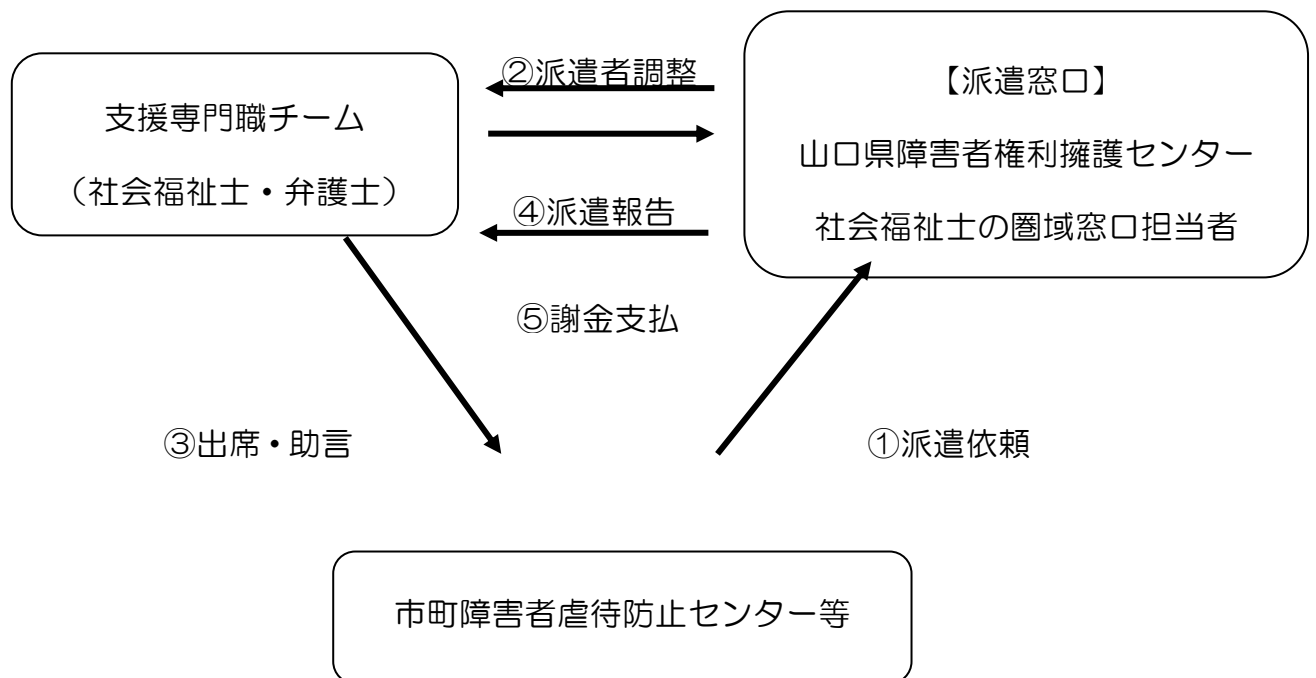 ②派遣者調整
【派遣窓口】
支援専門職チーム
山口県障害者権利擁護センター
（社会福祉士・弁護士）
④派遣報告
社会福祉士の圏域窓口担当者
⑤謝金支払
③出席・助言
①派遣依頼
市町障害者虐待防止センター等